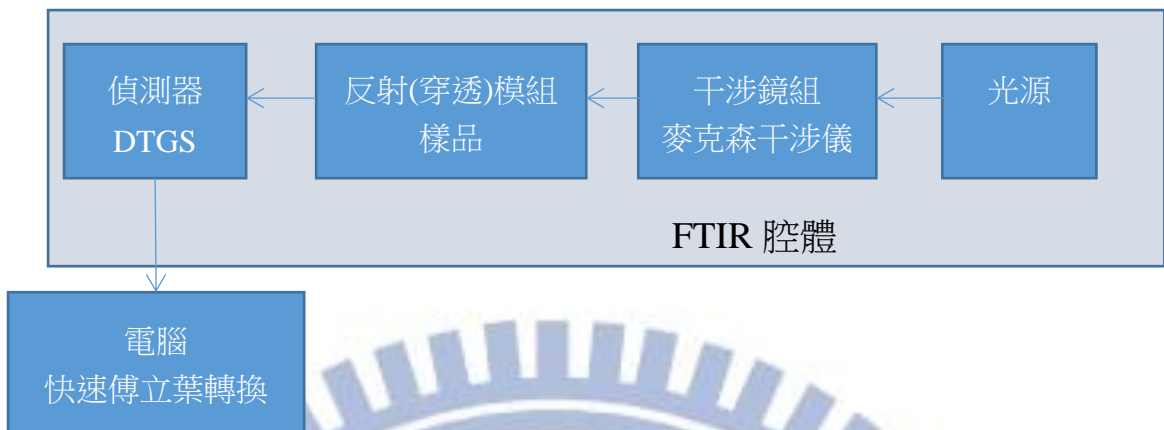 偵測器
DTGS
反射(穿透)模組
樣品
干涉鏡組
麥克森干涉儀
光源
FTIR 腔體
電腦
快速傅立葉轉換